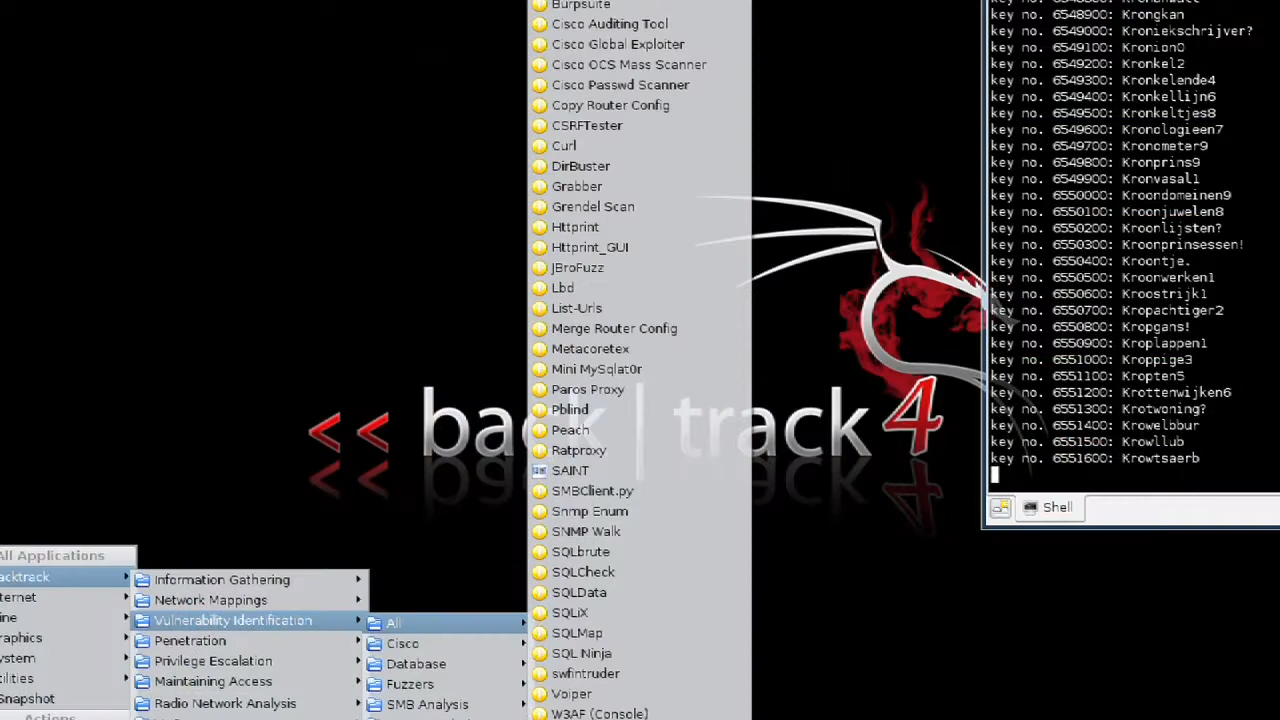 Burpsuite
Cisco Auditing Tool
Cisco Global Exploiter
Cisco OCS Mass Scanner
Cisco Passwd Scanner
Copy Router Config
CSRFTester
Curl
DirBuster
Grabber
Grendel Scan
Httprint
Httprint_GUI
JBroFuzz
Lbd
List-Urls
Merge Router Config
Metacoretex
Mini MySqlat0r
Paros Proxy
Pblind
Peach
Ratproxy
SAINT
SMBClient.py
Snmp Enum
SNMP Walk
SQLbrute
SQLCheck
SQLData
SQLiX
SQLMap
SQL Ninja
swfintruder
Voiper
W3AF (Console)
key no. 6548900: Krongkan
key no. 6549000: Kroniekschrijver?
key no. 6549100: Kronion0
key no. 6549200: Kronkel2
key no. 6549300: Kronkelende4
key no. 6549400: Kronkellijn6
key no. 6549500: Kronkeltjes8
key no. 6549600: Kronologieen7
key no. 6549700: Kronometer9
key no. 6549800: Kronprins9
key no. 6549900: Kronvasal1
key no. 6550000: Kroondomeinen9
key no. 6550100: Kroonjuwelen8
key no. 6550200: Kroonlijsten?
key no. 6550300: Kroonprinsessen!
key no. 6550400: Kroontje.
key no. 6550500: Kroonwerken1
key no. 6550600: Kroostrijk1
key no. 6550700: Kropachtiger2
key no. 6550800: Kropgans!
key no. 6550900: Kroplappen1
key no. 6551000: Kroppige3
key no. 6551100: Kropten5
key no. 6551200: Krottenwijken6
key no. 6551300: Krotwoning?
key no. 6551400: Krowelbbur
key no. 6551500: Krowllub
key no. 6551600: Krowtsaerb
Shell
<< back | track 4
All Applications
acktrack
ternet
ine
raphics
ystem
tilities
Snapshot
Actions
Information Gathering
Network Mappings
Vulnerability Identification
Penetration
Privilege Escalation
Maintaining Access
Radio Network Analysis
All
Cisco
Database
Fuzzers
SMB Analysis